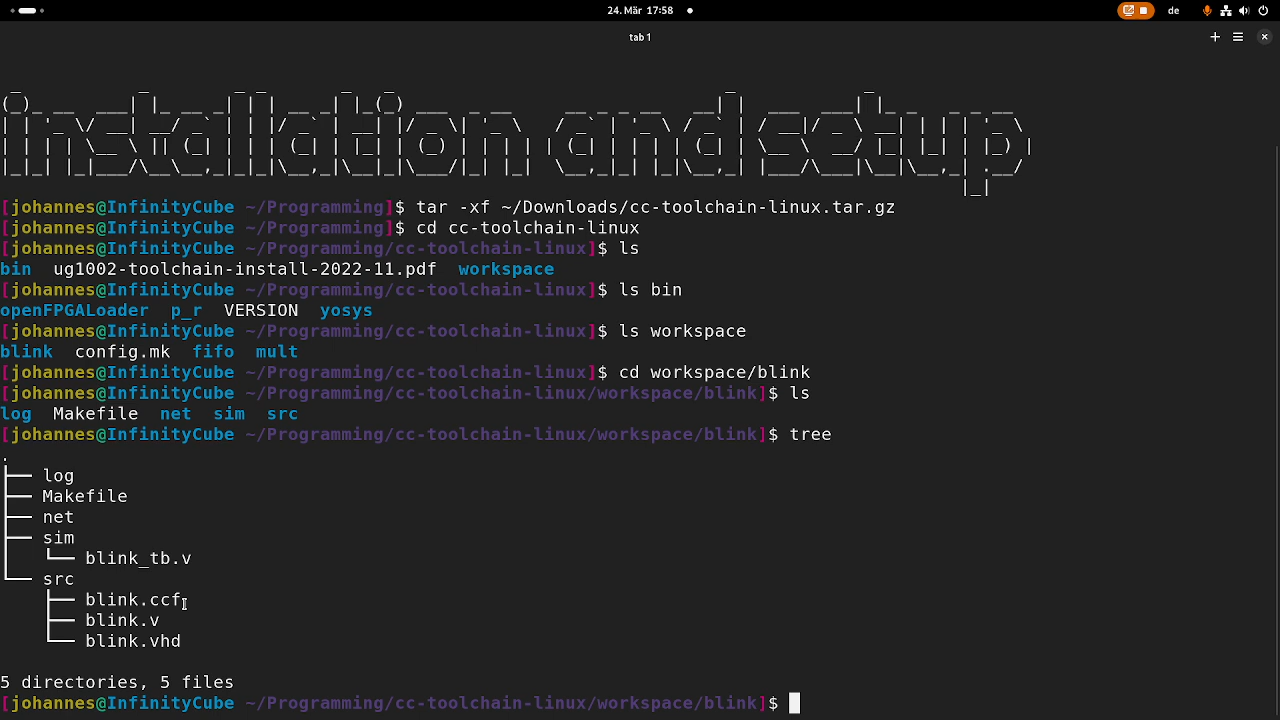 24. Mär 17:58
de
tab 1
installation and setup
[johannes@InfinityCube ~/Programming]$ tar -xf ~/Downloads/cc-toolchain-linux.tar.gz
[johannes@InfinityCube ~/Programming]$ cd cc-toolchain-linux
[johannes@InfinityCube ~/Programming/cc-toolchain-linux]$ ls
bin  ug1002-toolchain-install-2022-11.pdf  workspace
[johannes@InfinityCube ~/Programming/cc-toolchain-linux]$ ls bin
openFPGALoader  p_r  VERSION  yosys
[johannes@InfinityCube ~/Programming/cc-toolchain-linux]$ ls workspace
blink  config.mk  fifo  mult
[johannes@InfinityCube ~/Programming/cc-toolchain-linux]$ cd workspace/blink
[johannes@InfinityCube ~/Programming/cc-toolchain-linux/workspace/blink]$ ls
log  Makefile  net  sim  src
[johannes@InfinityCube ~/Programming/cc-toolchain-linux/workspace/blink]$ tree
.
├── log
├── Makefile
├── net
├── sim
│   └── blink_tb.v
└── src
    ├── blink.ccf
    ├── blink.v
    └── blink.vhd
5 directories, 5 files
[johannes@InfinityCube ~/Programming/cc-toolchain-linux/workspace/blink]$